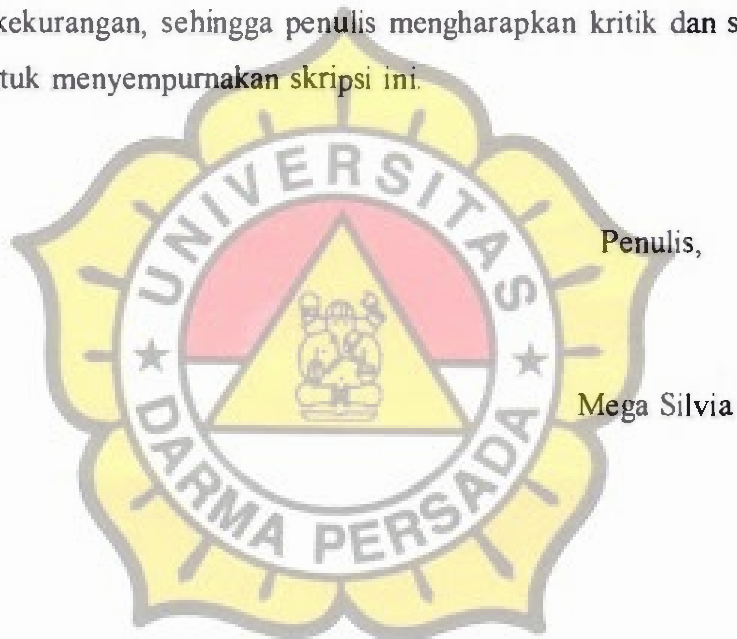 kekurangan, sehingga penulis mengharapkan kritik dan s
tuk menyempurnakan skripsi ini.
UNIVERSITAS
Penulis,
Mega Silvia
DARMA PERSADA